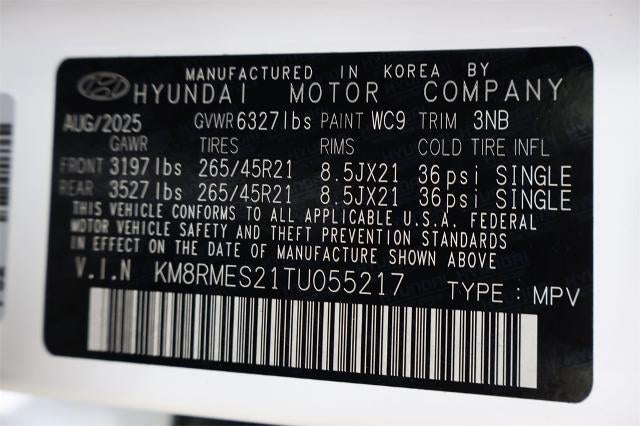 MANUFACTURED IN KOREA BY
HYUNDAI MOTOR COMPANY
AUG/2025 GVWR 6327 lbs PAINT WC9 TRIM 3NB
GAWR TIRES RIMS COLD TIRE INFL
FRONT 3197 lbs 265/45R21 8.5JX21 36psi SINGLE
REAR 3527 lbs 265/45R21 8.5JX21 36psi SINGLE
THIS VEHICLE CONFORMS TO ALL APPLICABLE U.S.A. FEDERAL
MOTOR VEHICLE SAFETY AND THEFT PREVENTION STANDARDS
IN EFFECT ON THE DATE OF MANUFACTURE SHOWN ABOVE
V.I.N KM8RMES21TU055217 TYPE : MPV